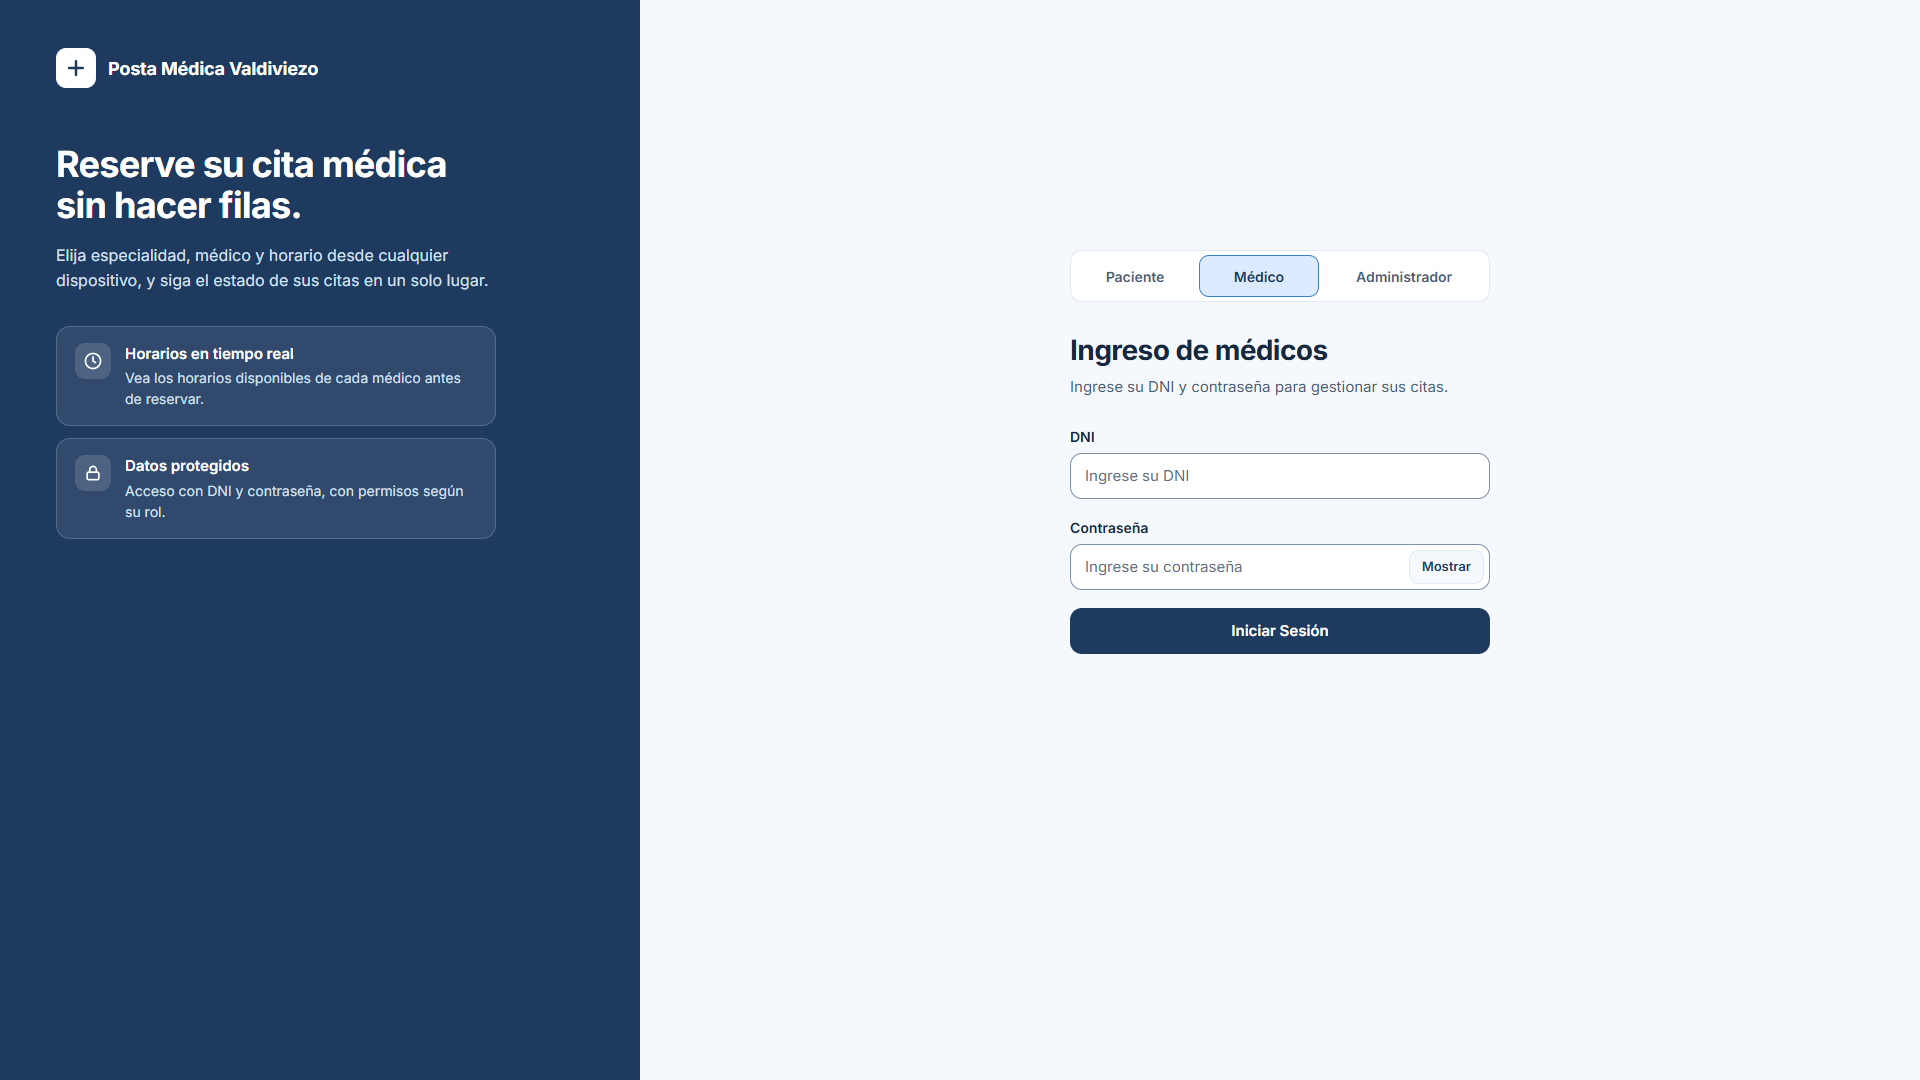 Posta Médica Valdiviezo
Reserve su cita médica
sin hacer filas.
Elija especialidad, médico y horario desde cualquier
dispositivo, y siga el estado de sus citas en un solo lugar.
Horarios en tiempo real
Vea los horarios disponibles de cada médico antes
de reservar.
Datos protegidos
Acceso con DNI y contraseña, con permisos según
su rol.
Paciente
Médico
Administrador
Ingreso de médicos
Ingrese su DNI y contraseña para gestionar sus citas.
DNI
Ingrese su DNI
Contraseña
Ingrese su contraseña
Mostrar
Iniciar Sesión